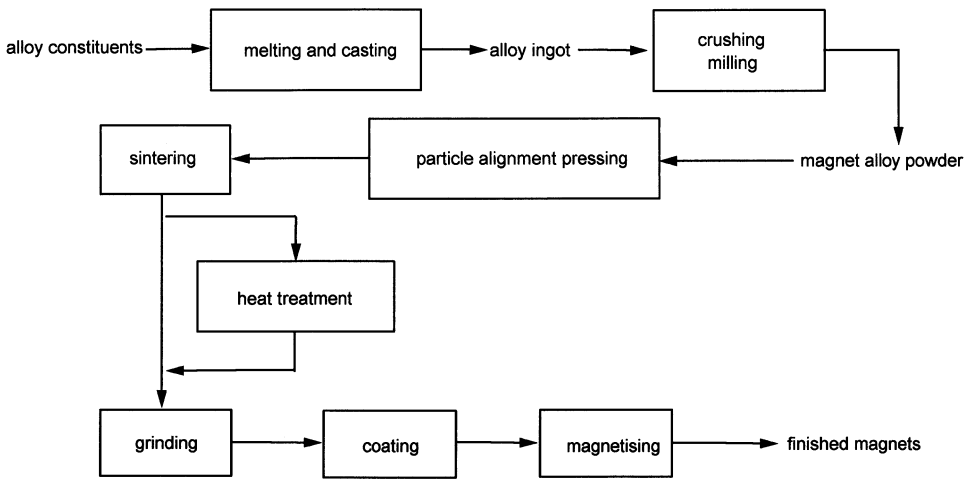 alloy constituents
melting and casting
alloy ingot
crushing
milling
sintering
particle alignment pressing
magnet alloy powder
heat treatment
grinding
coating
magnetising
finished magnets